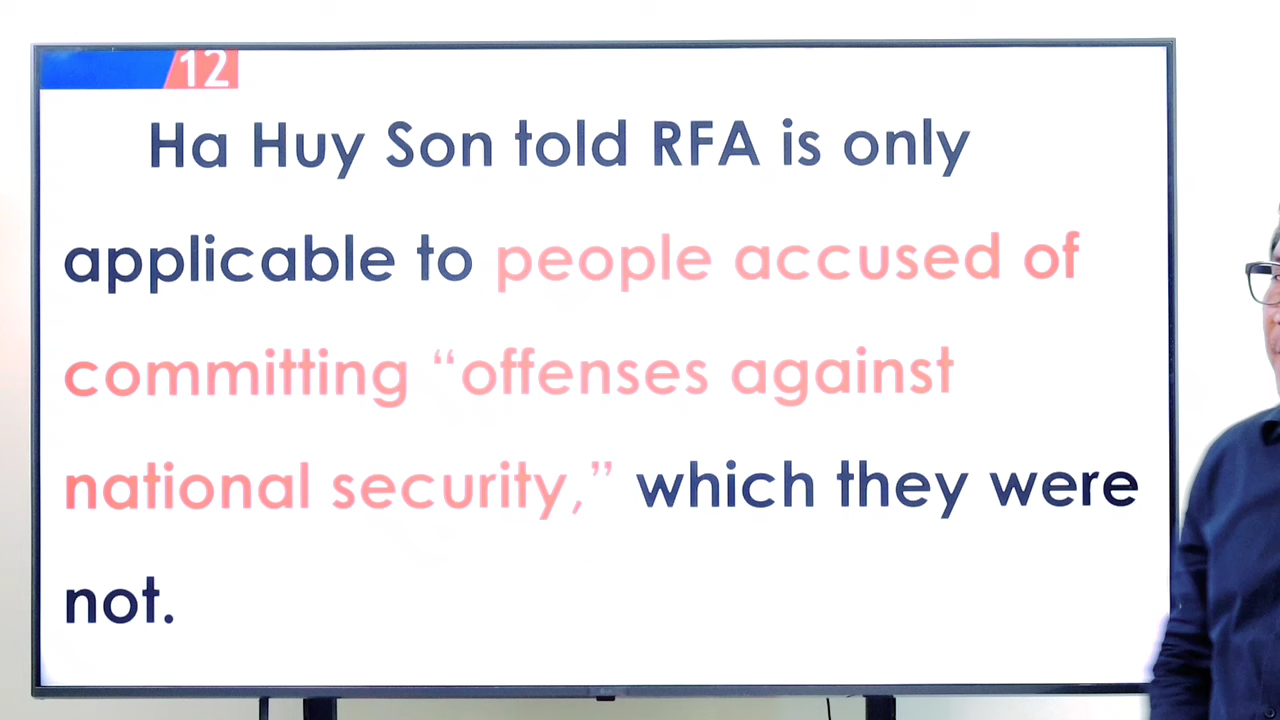 12
Ha Huy Son told RFA is only
applicable to people accused of
committing “offenses against
national security,” which they were
not.